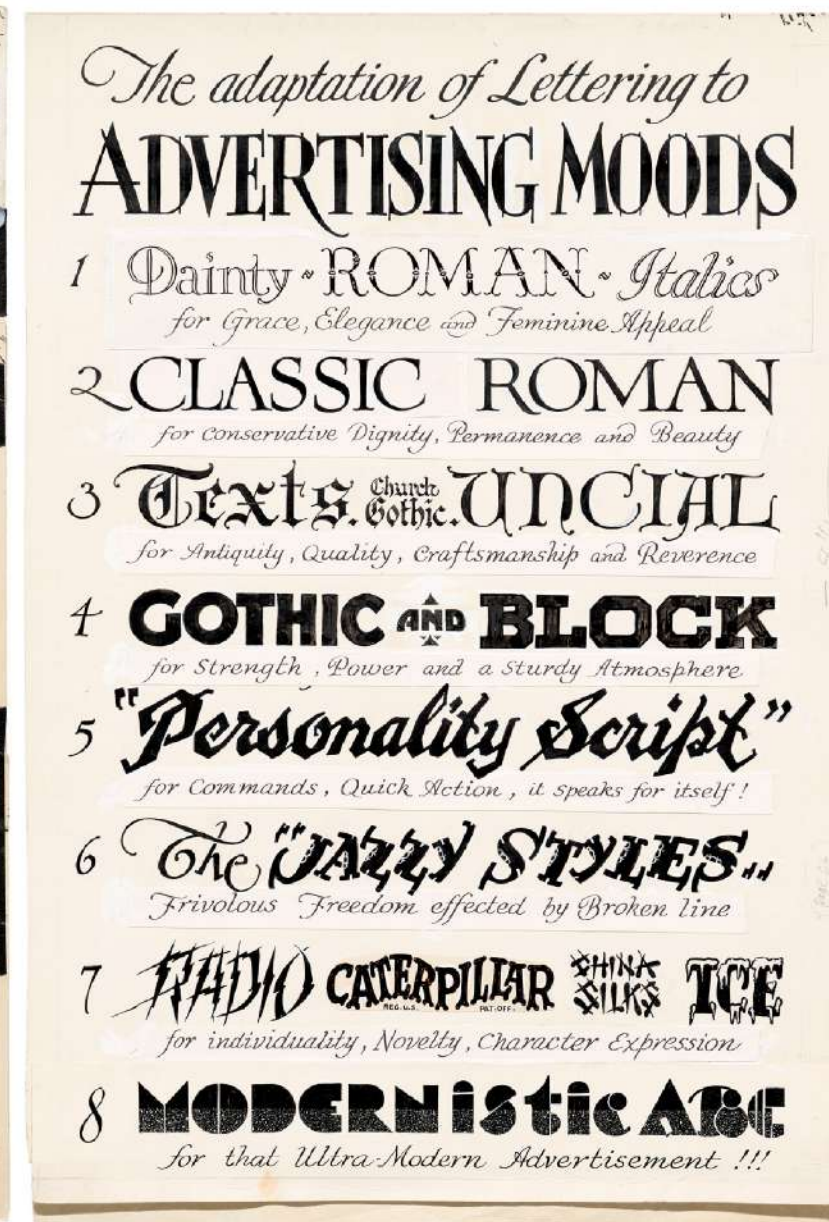 The adaptation of Lettering to
ADVERTISING MOODS
1 Dainty ~ ROMAN ~ Italics
for Grace, Elegance and Feminine Appeal
2 CLASSIC ROMAN
for conservative Dignity, Permanence and Beauty
3 Texts. Church Gothic. UNCIAL
for Antiquity, Quality, Craftsmanship and Reverence
4 GOTHIC AND BLOCK
for Strength, Power and a Sturdy Atmosphere
5 "Personality Script"
for Commands, Quick Action, it speaks for itself!
6 The "JAZZY STYLES"
Frivolous Freedom effected by Broken line
7 RADIO CATERPILLAR CHINA SILKS ICE
REG. U.S. PAT. OFF.
for individuality, Novelty, Character Expression
8 MODERNistic ABC
for that Ultra-Modern Advertisement !!!